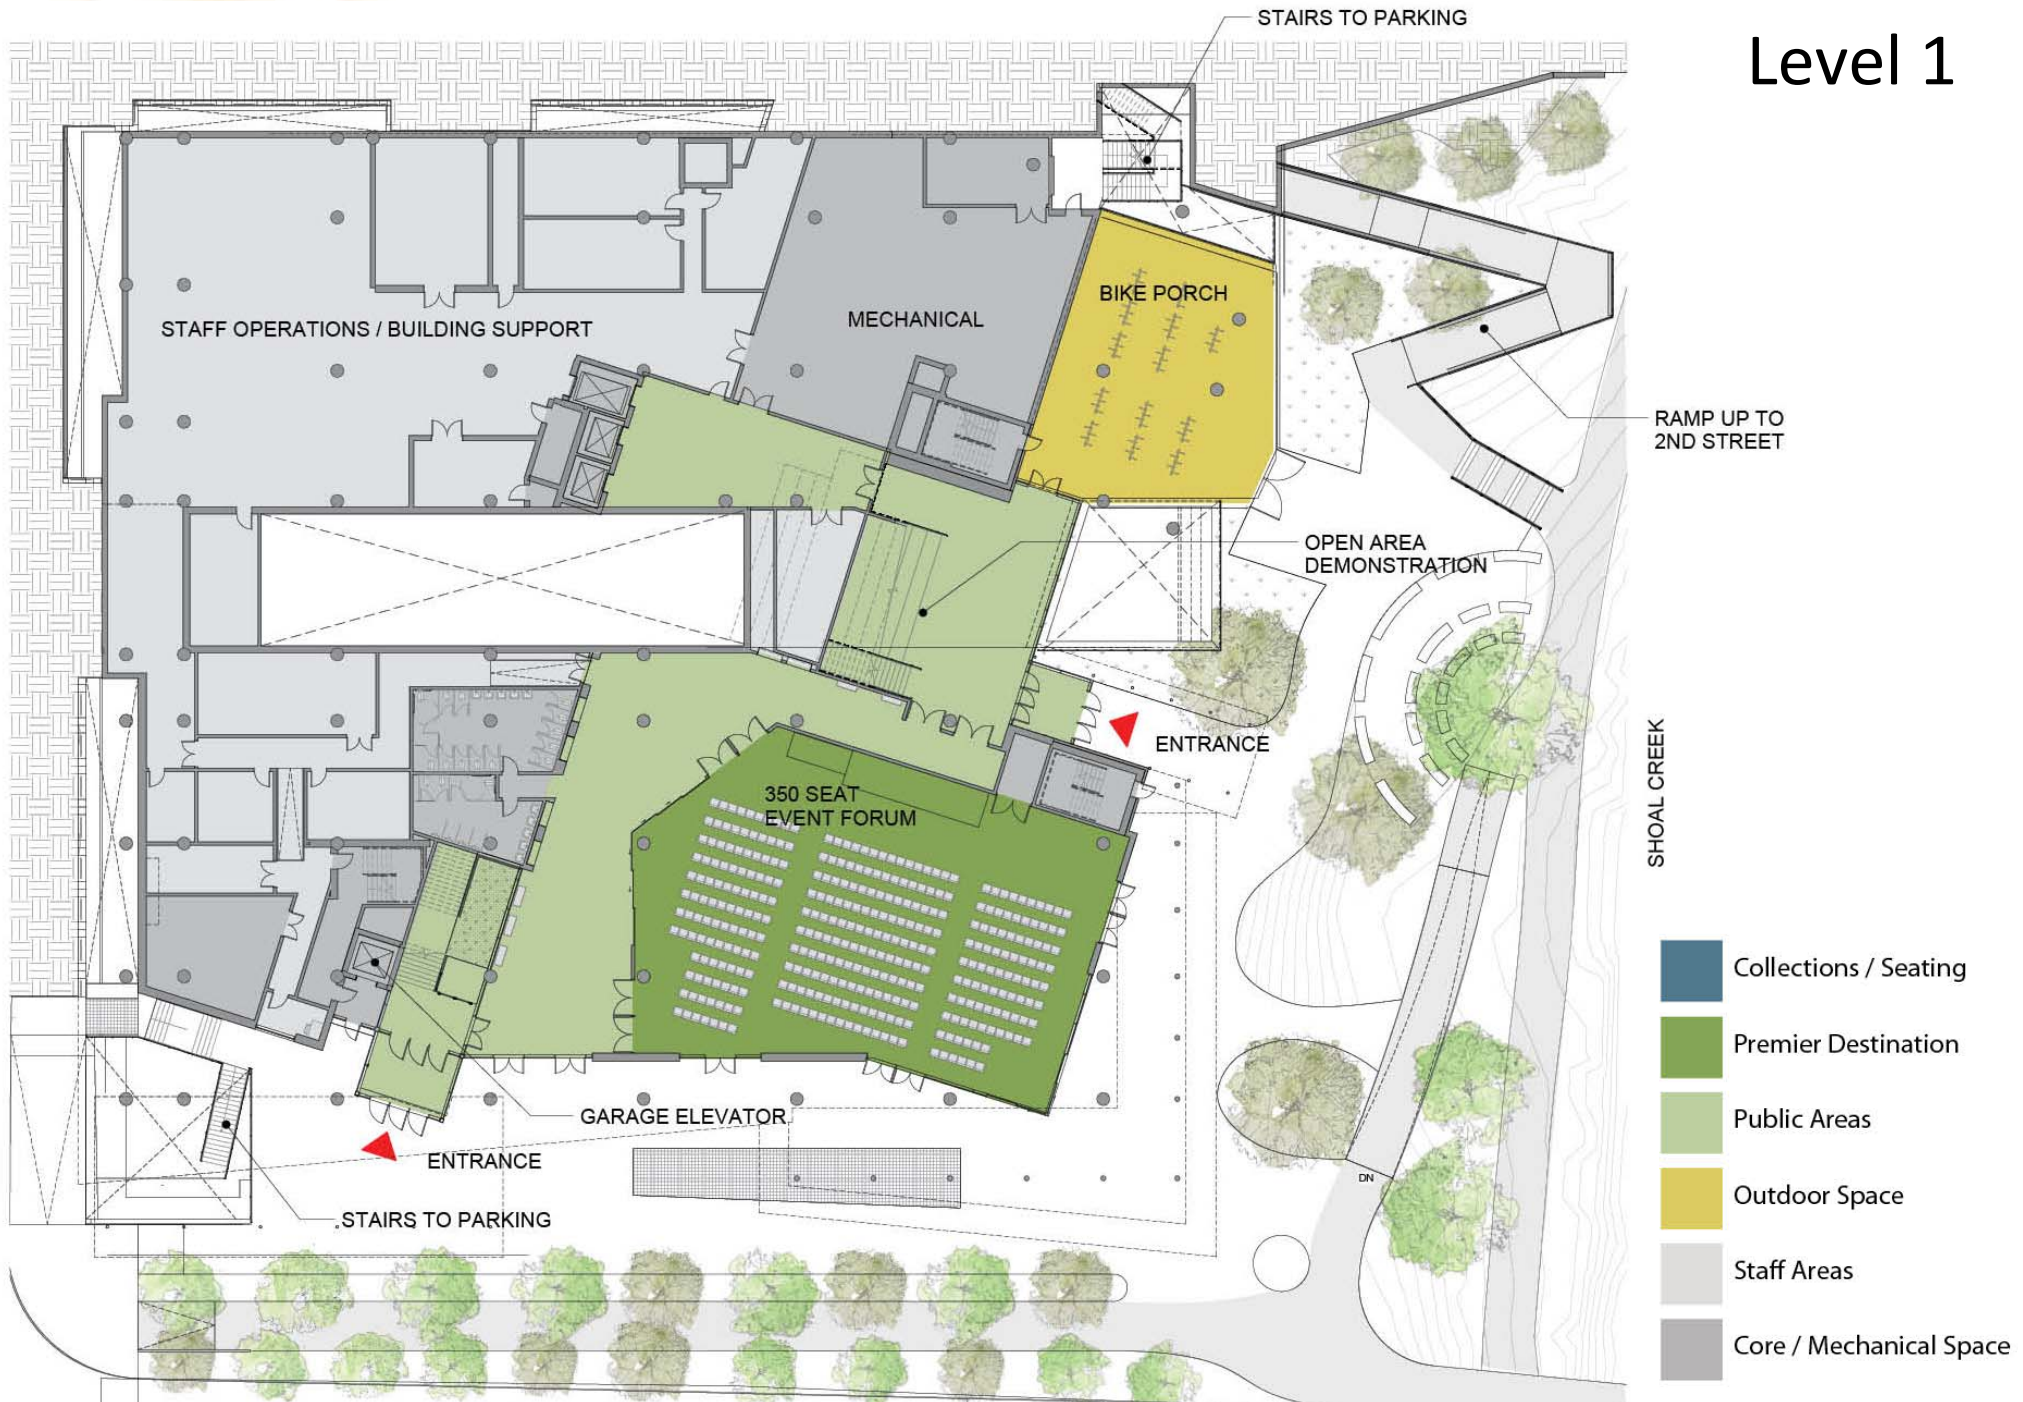 STAIRS TO PARKING
Level 1
BIKE PORCH
STAFF OPERATIONS / BUILDING SUPPORT
MECHANICAL
RAMP UP TO
2ND STREET
OPEN AREA
DEMONSTRATION
ENTRANCE
350 SEAT
EVENT FORUM
SHOAL CREEK
GARAGE ELEVATOR
ENTRANCE
DN
STAIRS TO PARKING
Collections / Seating
Premier Destination
Public Areas
Outdoor Space
Staff Areas
Core / Mechanical Space